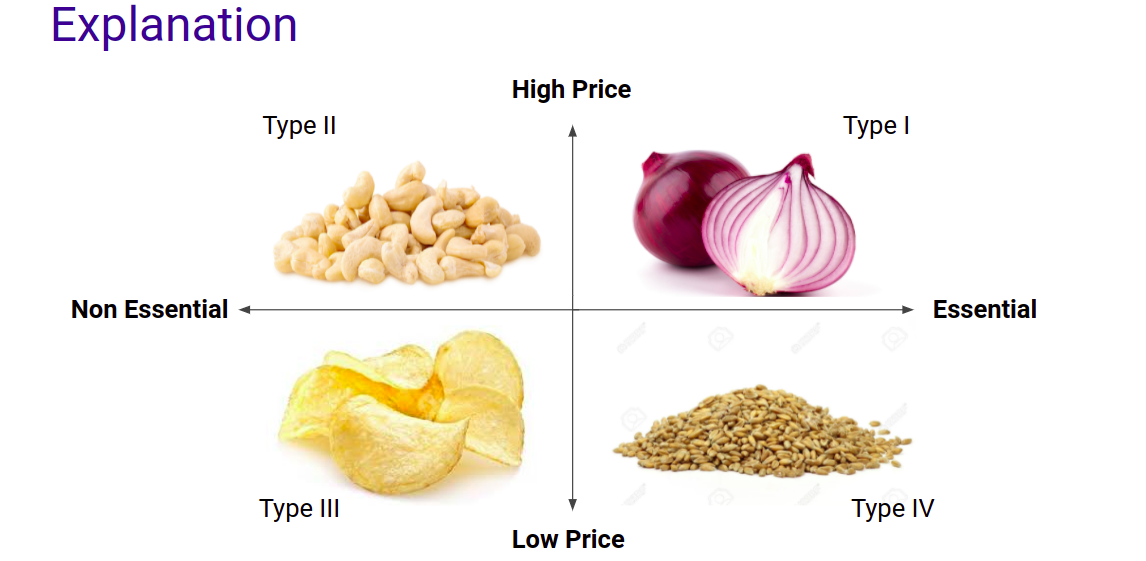 Explanation
High Price
Type II
Type I
Non Essential
Essential
Type III
Type IV
Low Price